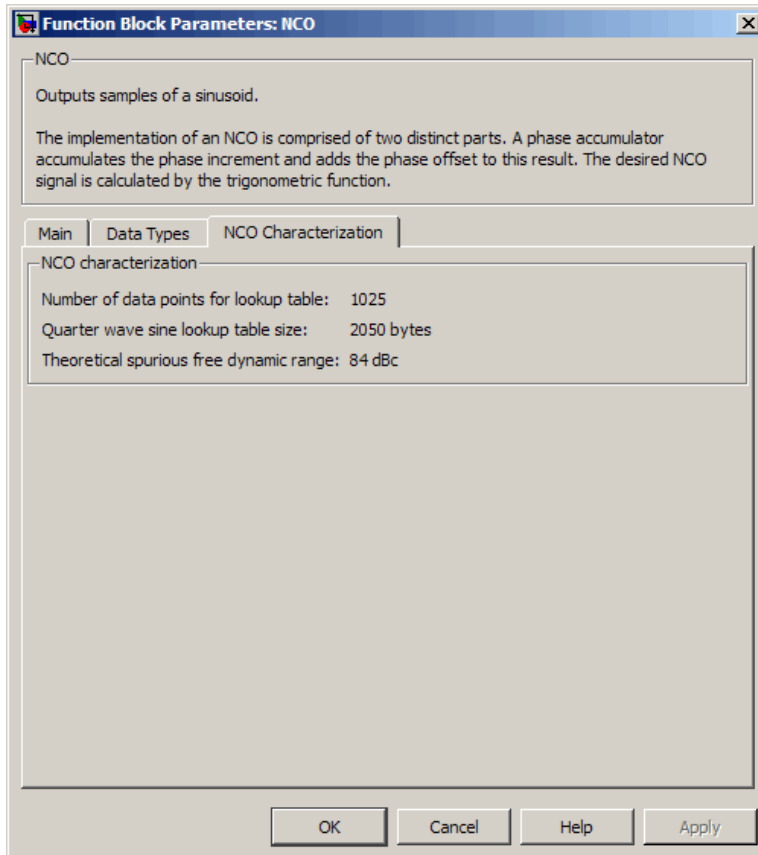 Function Block Parameters: NCO
NCO
Outputs samples of a sinusoid.
The implementation of an NCO is comprised of two distinct parts. A phase accumulator
accumulates the phase increment and adds the phase offset to this result. The desired NCO
signal is calculated by the trigonometric function.
Main Data Types NCO Characterization
NCO characterization
Number of data points for lookup table: 1025
Quarter wave sine lookup table size: 2050 bytes
Theoretical spurious free dynamic range: 84 dBc
OK Cancel Help Apply